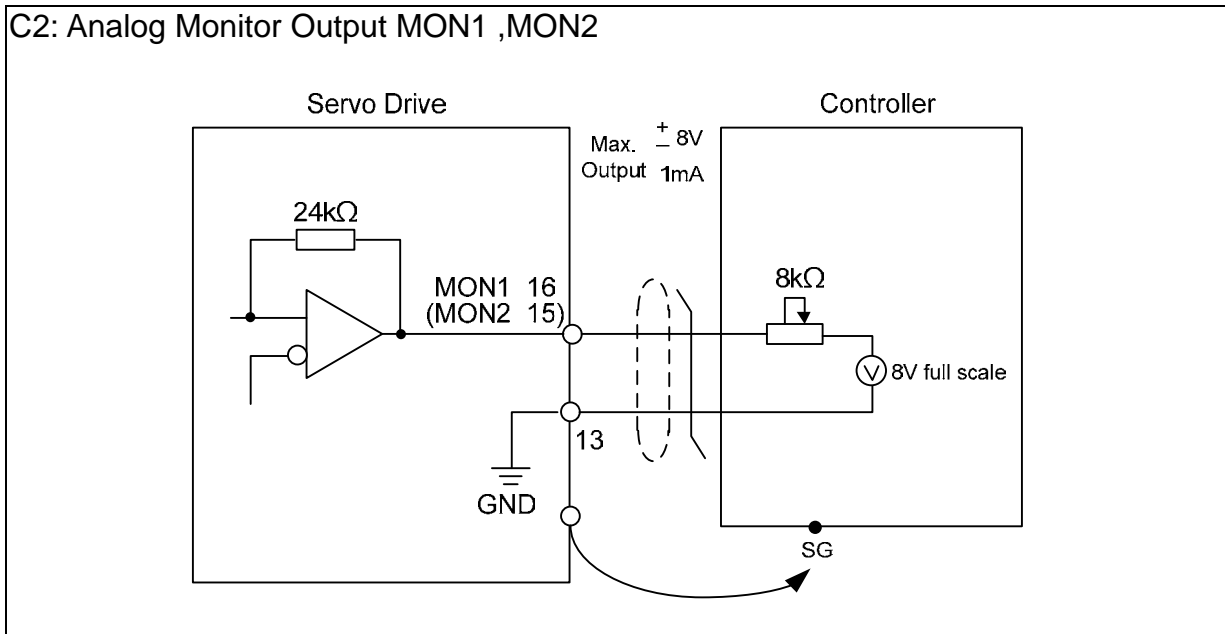 C2: Analog Monitor Output MON1 ,MON2
Servo Drive
Controller
Max. ± 8V
Output 1mA
24kΩ
8kΩ
MON1 16
(MON2 15)
V
8V full scale
13
GND
SG